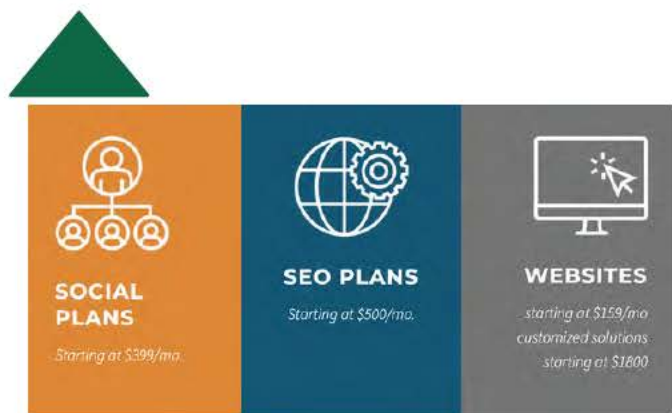 SOCIAL
PLANS
Starting at $399/mo.
SEO PLANS
Starting at $500/mo.
WEBSITES
starting at $159/mo
customized solutions
starting at $1800